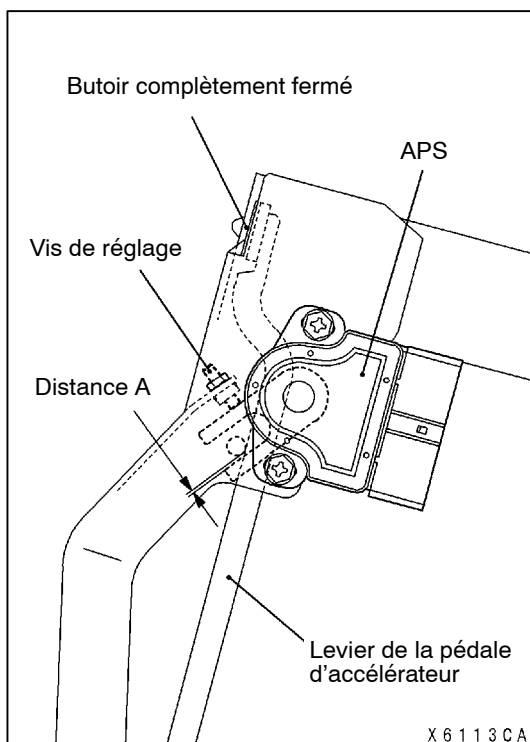 Butoir complètement fermé
APS
Vis de réglage
Distance A
Levier de la pédale
d’accélérateur
X6113CA